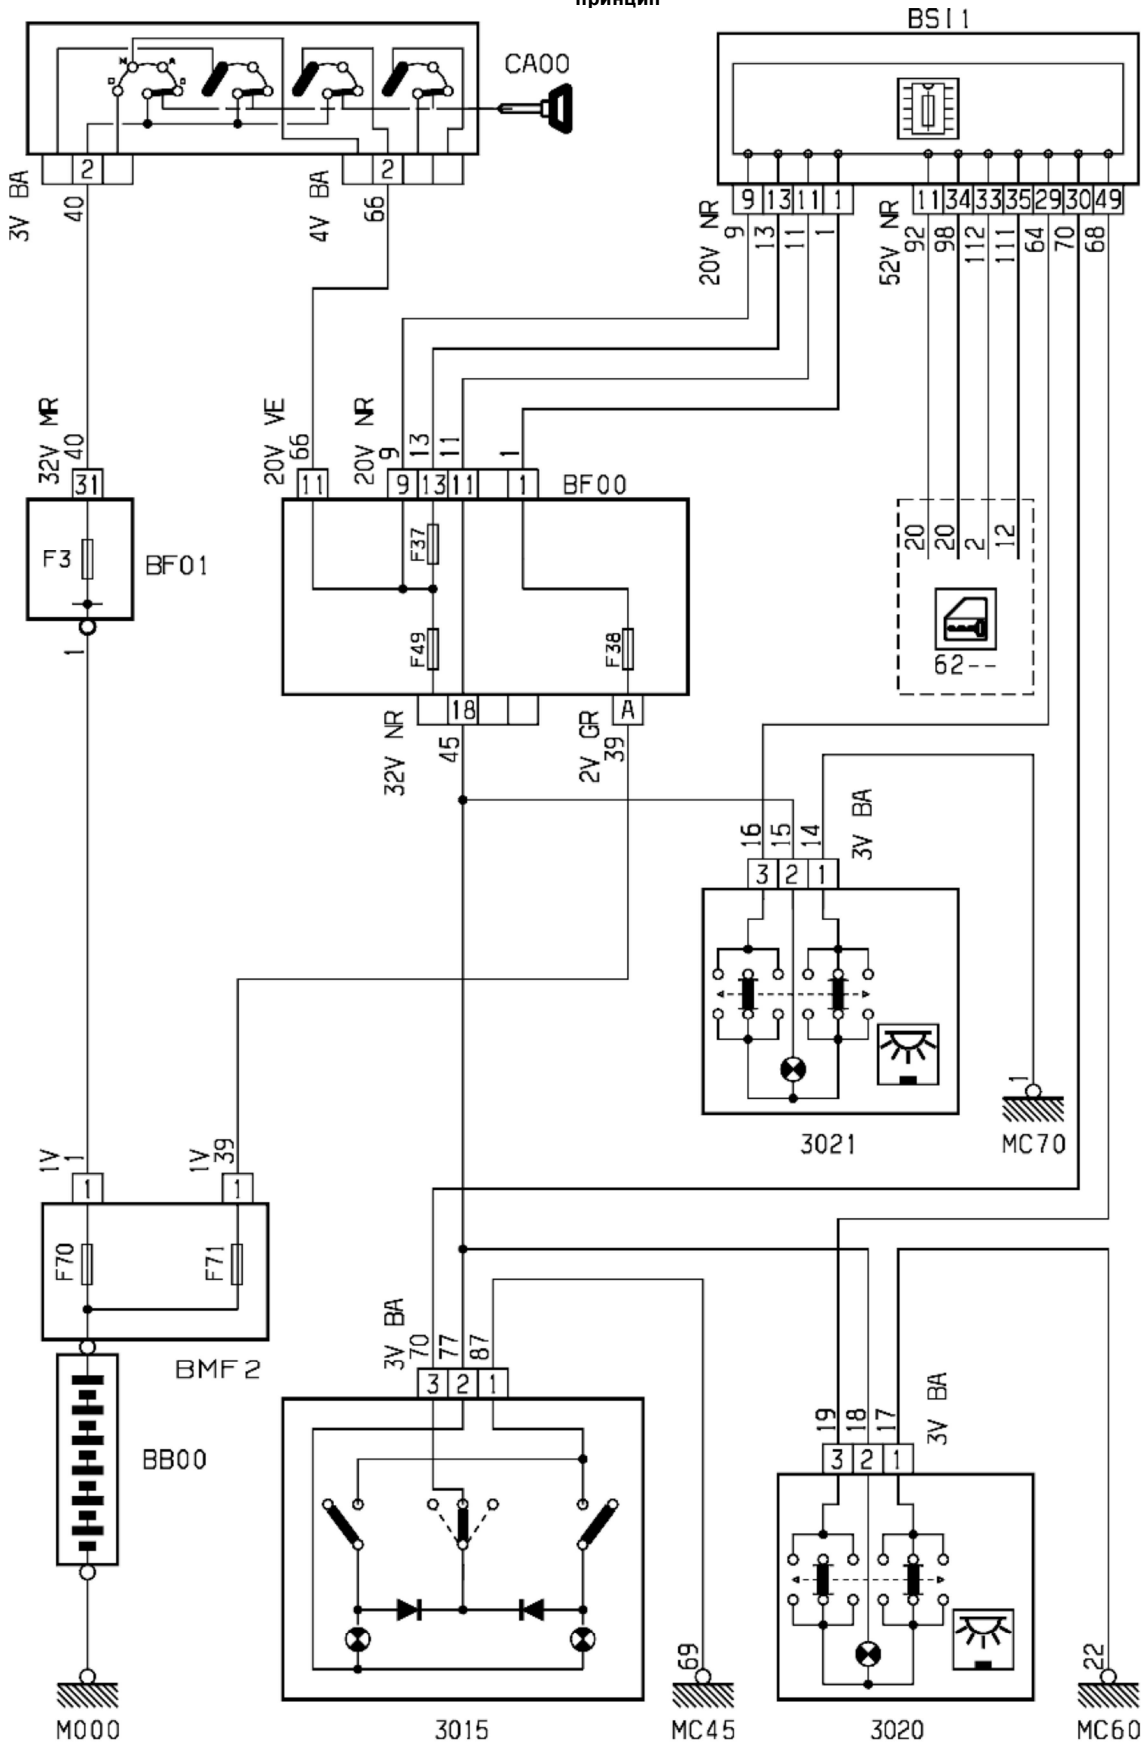 принцип
BSI1
CA00
N A
D D
2 2
3V BA 40
4V BA 66
9 13 11 1 11 34 33 35 29 30 49
20V NR 9 13 11 1
52V NR 92 98 112 111 64 70 68
32V MR 40
20V VE 66
20V NR 9 13 11 1
31 11 9 13 11 1 BF00
F3 BF01
F37
20 20 2 12
F49 F38
62--
1
18 A
32V NR 45
2V GR 39
16 15 14 3V BA
3 2 1
1
3021 MC70
1V 1
1V 39
1 1
F70 F71
BMF2
3V BA 70 77 87
3 2 1
19 18 17 3V BA
3 2 1
BB00
69 22
M000 3015 MC45 3020 MC60